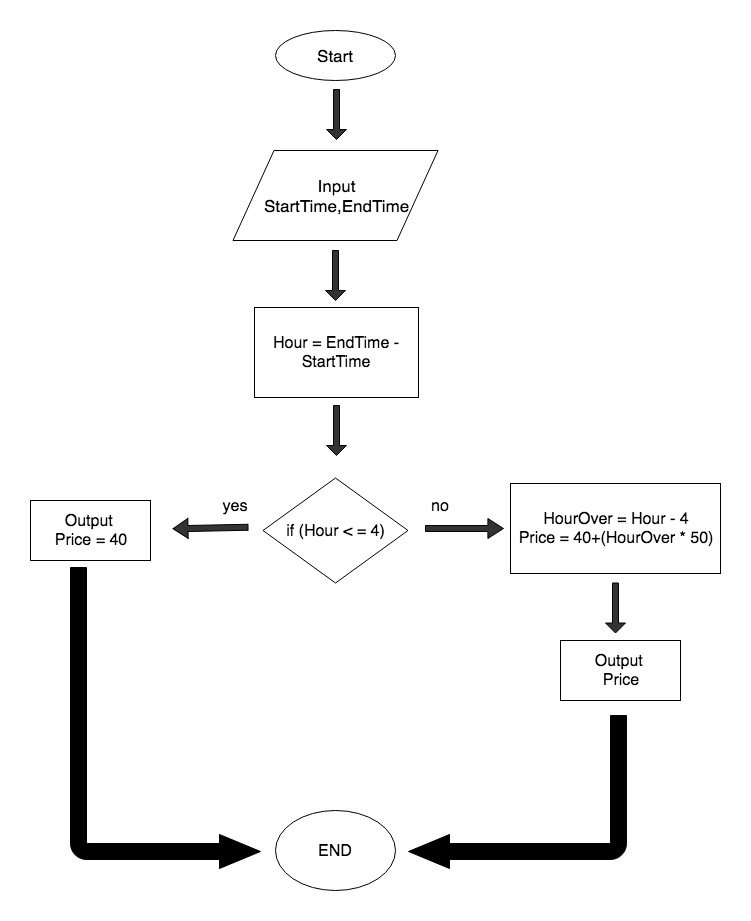 Start
Input
StartTime,EndTime
Hour = EndTime -
StartTime
yes
no
Output
Price = 40
if (Hour < = 4)
HourOver = Hour - 4
Price = 40+(HourOver * 50)
Output
Price
END